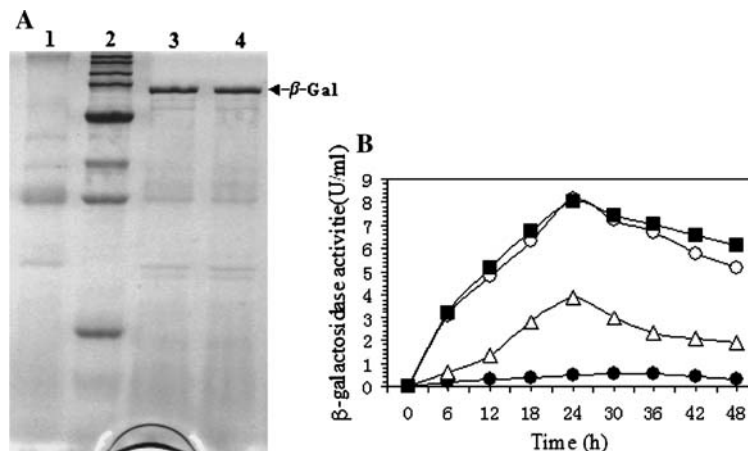 A
1 2 3 4
β-Gal
B
β-galactosidase activitie(U/ml)
9
8
7
6
5
4
3
2
1
0
0 6 12 18 24 30 36 42 48
Time (h)